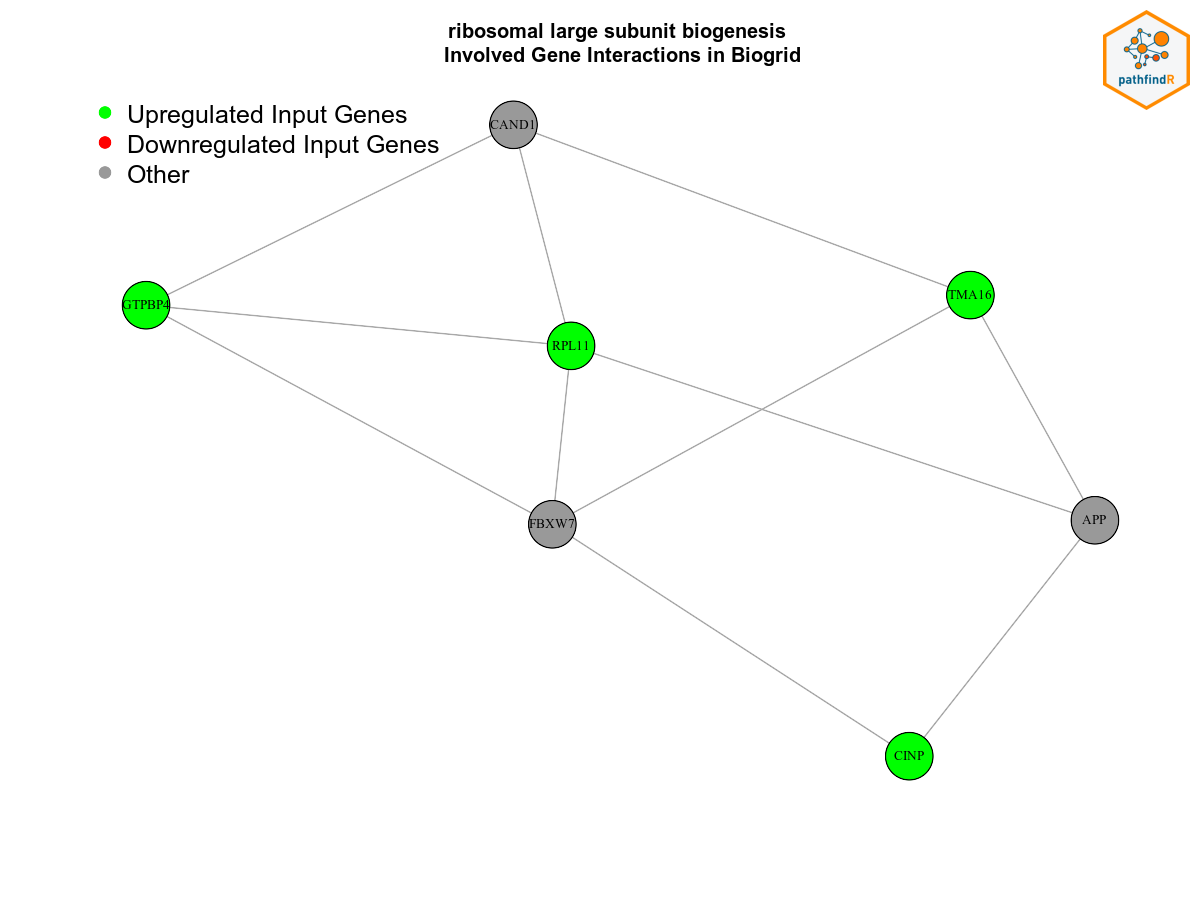 ribosomal large subunit biogenesis
Involved Gene Interactions in Biogrid
pathfindR
Upregulated Input Genes
Downregulated Input Genes
Other
CAND1
GTPBP4
TMA16
RPL11
FBXW7
APP
CINP